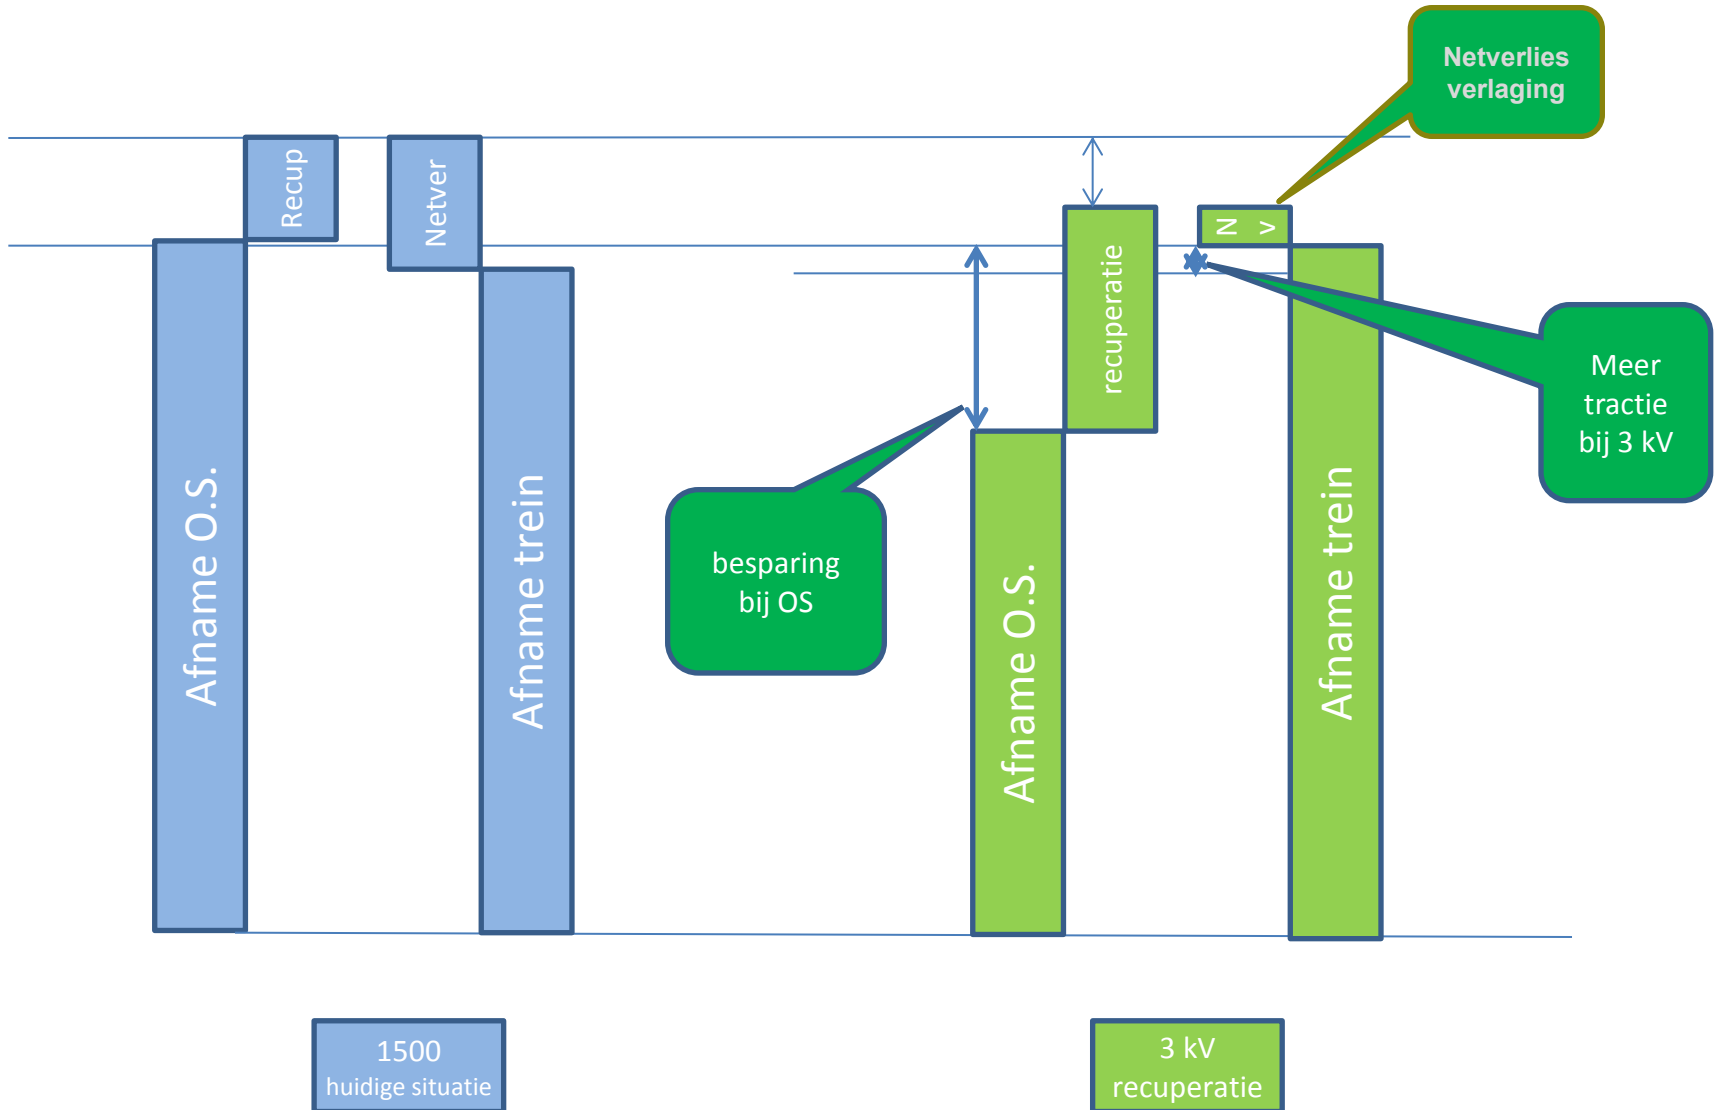 Netverlies
verlaging
Recup
Netver
N v
recuperatie
Meer
tractie
bij 3 kV
Afname O.S.
Afname trein
besparing
bij OS
Afname O.S.
Afname trein
1500
huidige situatie
3 kV
recuperatie